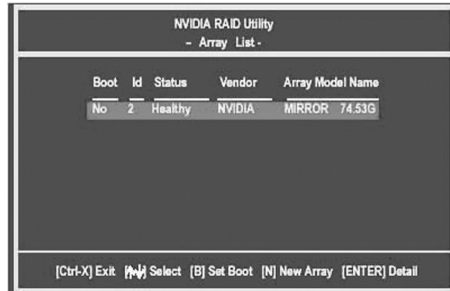 NVIDIA RAID Utility
- Array List -
Boot Id Status Vendor Array Model Name
No 2 Healthy NVIDIA MIRROR 74.53G
[Ctrl-X] Exit [↑↓] Select [B] Set Boot [N] New Array [ENTER] Detail